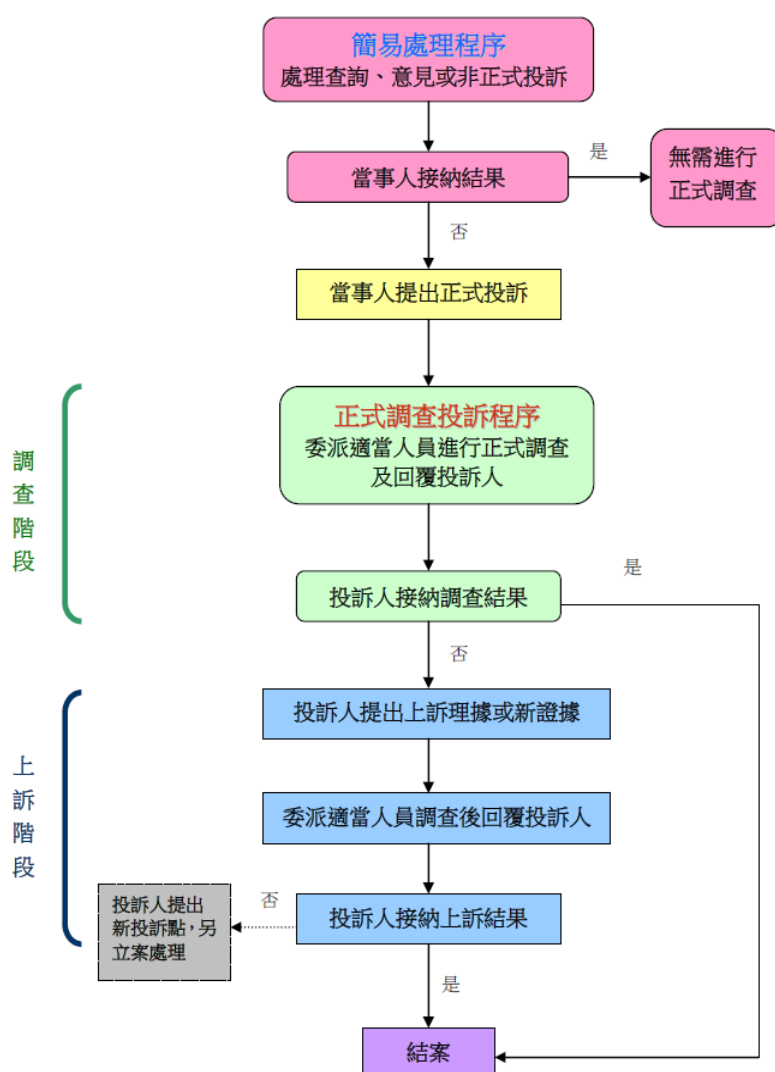 簡易處理程序
處理查詢、意見或非正式投訴
是
當事人接納結果
無需進行
正式調查
否
當事人提出正式投訴
調查階段
正式調查投訴程序
委派適當人員進行正式調查
及回覆投訴人
是
投訴人接納調查結果
否
上訴階段
投訴人提出上訴理據或新證據
委派適當人員調查後回覆投訴人
投訴人接納上訴結果
否
投訴人提出
新投訴點，另
立案處理
是
結案